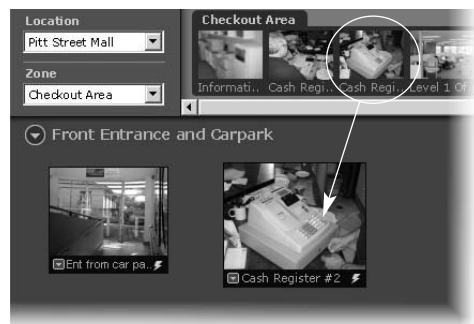 Location
Pitt Street Mall
Zone
Checkout Area
Checkout Area
Informati.. Cash Regi.. Cash Regi.. Level 1 Of
Front Entrance and Carpark
Ent from car pa..
Cash Register #2